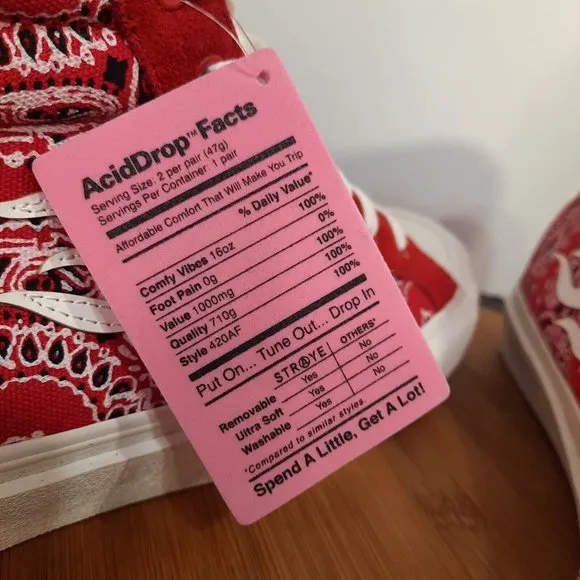 AcidDrop™ Facts
Serving Size: 2 per pair (47g)
Servings Per Container: 1 pair
Affordable Comfort That Will Make You Trip
% Daily Value*
Comfy Vibes 16oz 100%
Foot Pain 0g 0%
Value 1000mg 100%
Quality 710g 100%
Style 420AF 100%
Put On... Tune Out... Drop In
STRAYE OTHERS*
Removable Yes No
Ultra Soft Yes No
Washable Yes No
*Compared to similar styles.
Spend A Little, Get A Lot!